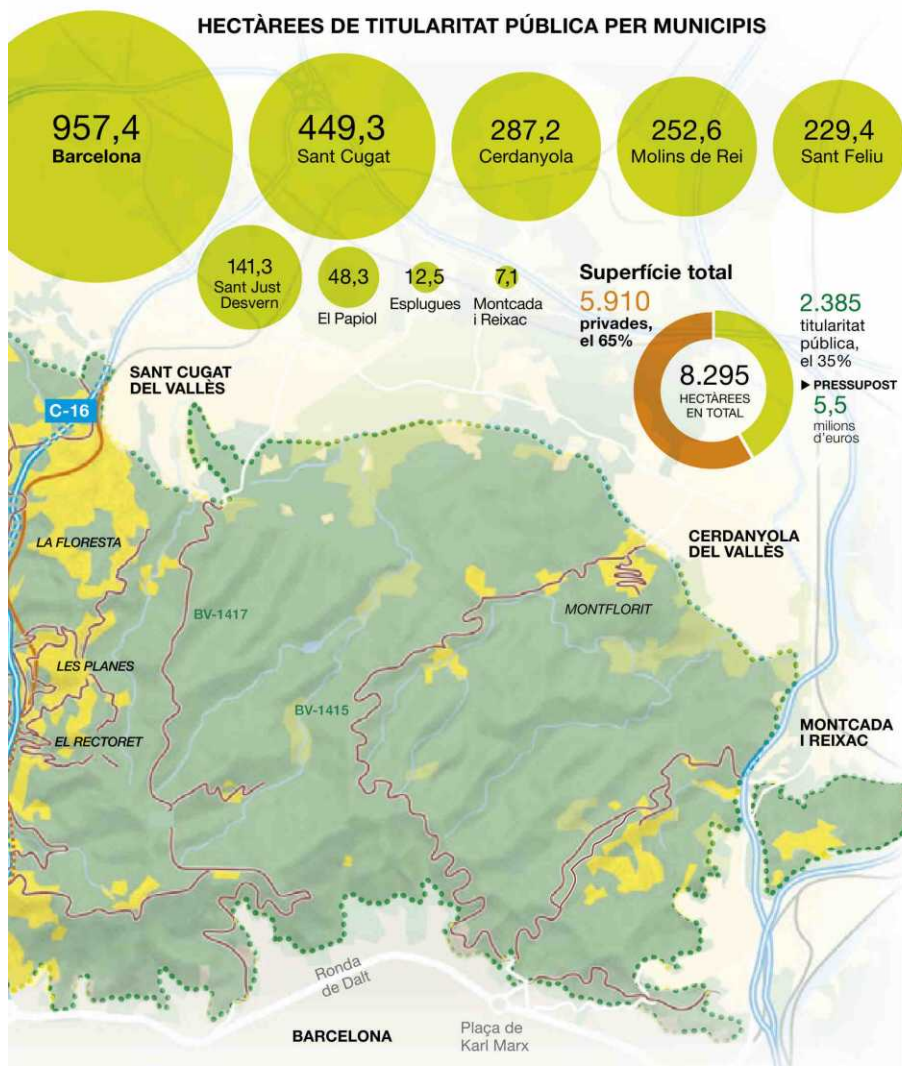 HECTÀREES DE TITULARITAT PÚBLICA PER MUNICIPIS
957,4
Barcelona
449,3
Sant Cugat
287,2
Cerdanyola
252,6
Molins de Rei
229,4
Sant Feliu
141,3
Sant Just
Desvern
48,3
El Papiol
12,5
Esplugues
7,1
Montcada
i Reixac
Superfície total
5.910
privades,
el 65%
8.295
HECTÀREES
EN TOTAL
2.385
titularitat
pública,
el 35%
▶ PRESSUPOST
5,5
milions
d'euros
SANT CUGAT
DEL VALLÈS
C-16
LA FLORESTA
BV-1417
CERDANYOLA
DEL VALLÈS
MONTFLORIT
LES PLANES
BV-1415
EL RECTORET
MONTCADA
I REIXAC
Ronda
de Dalt
BARCELONA
Plaça de
Karl Marx